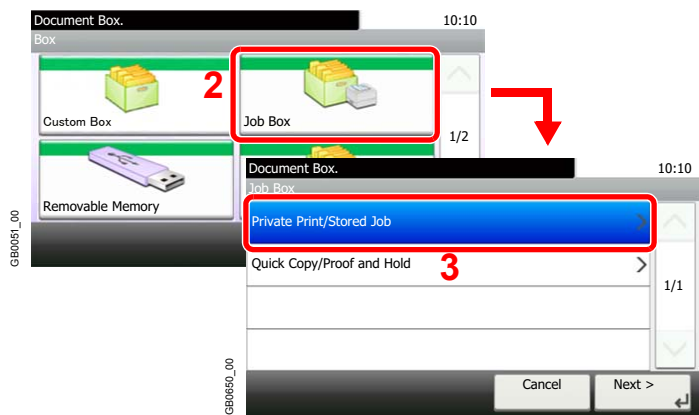 Document Box.
10:10
Box
2
Custom Box
Job Box
1/2
Removable Memory
GB0051_00
Document Box.
10:10
Job Box
Private Print/Stored Job
Quick Copy/Proof and Hold
3
1/1
Cancel
Next >
GB0650_00